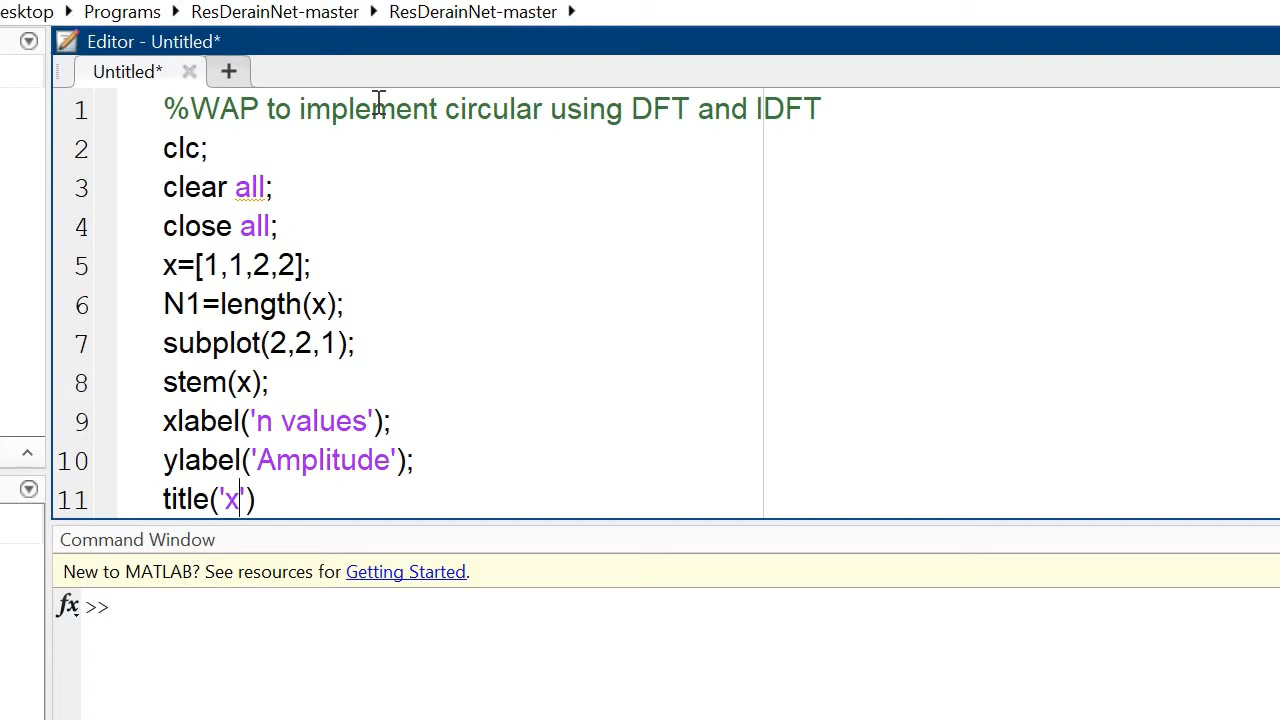 esktop ▸ Programs ▸ ResDerainNet-master ▸ ResDerainNet-master ▸
Editor - Untitled*
Untitled* × +
1 %WAP to implement circular using DFT and IDFT
2 clc;
3 clear all;
4 close all;
5 x=[1,1,2,2];
6 N1=length(x);
7 subplot(2,2,1);
8 stem(x);
9 xlabel('n values');
10 ylabel('Amplitude');
11 title('x')
Command Window
New to MATLAB? See resources for Getting Started.
fx >>